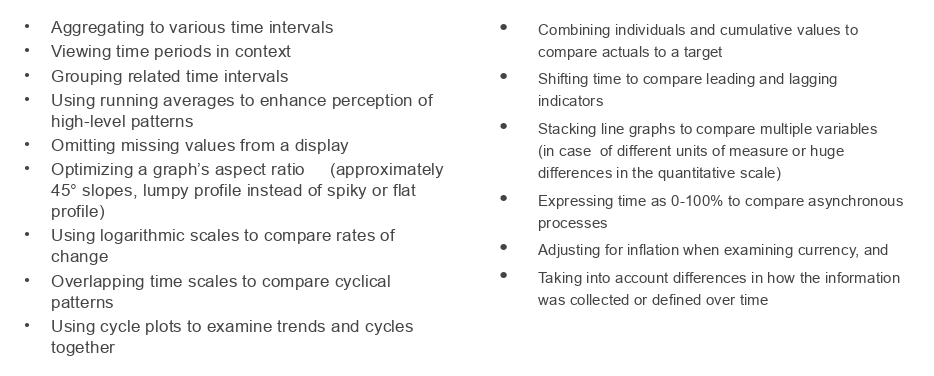 • Aggregating to various time intervals
• Viewing time periods in context
• Grouping related time intervals
• Using running averages to enhance perception of
high-level patterns
• Omitting missing values from a display
• Optimizing a graph's aspect ratio (approximately
45° slopes, lumpy profile instead of spiky or flat
profile)
• Using logarithmic scales to compare rates of
change
• Overlapping time scales to compare cyclical
patterns
• Using cycle plots to examine trends and cycles
together
• Combining individuals and cumulative values to
compare actuals to a target
• Shifting time to compare leading and lagging
indicators
• Stacking line graphs to compare multiple variables
(in case of different units of measure or huge
differences in the quantitative scale)
• Expressing time as 0-100% to compare asynchronous
processes
• Adjusting for inflation when examining currency, and
• Taking into account differences in how the information
was collected or defined over time